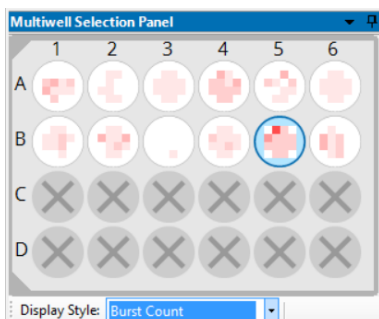 Multiwell Selection Panel
1 2 3 4 5 6
A
B
C
D
Display Style: Burst Count